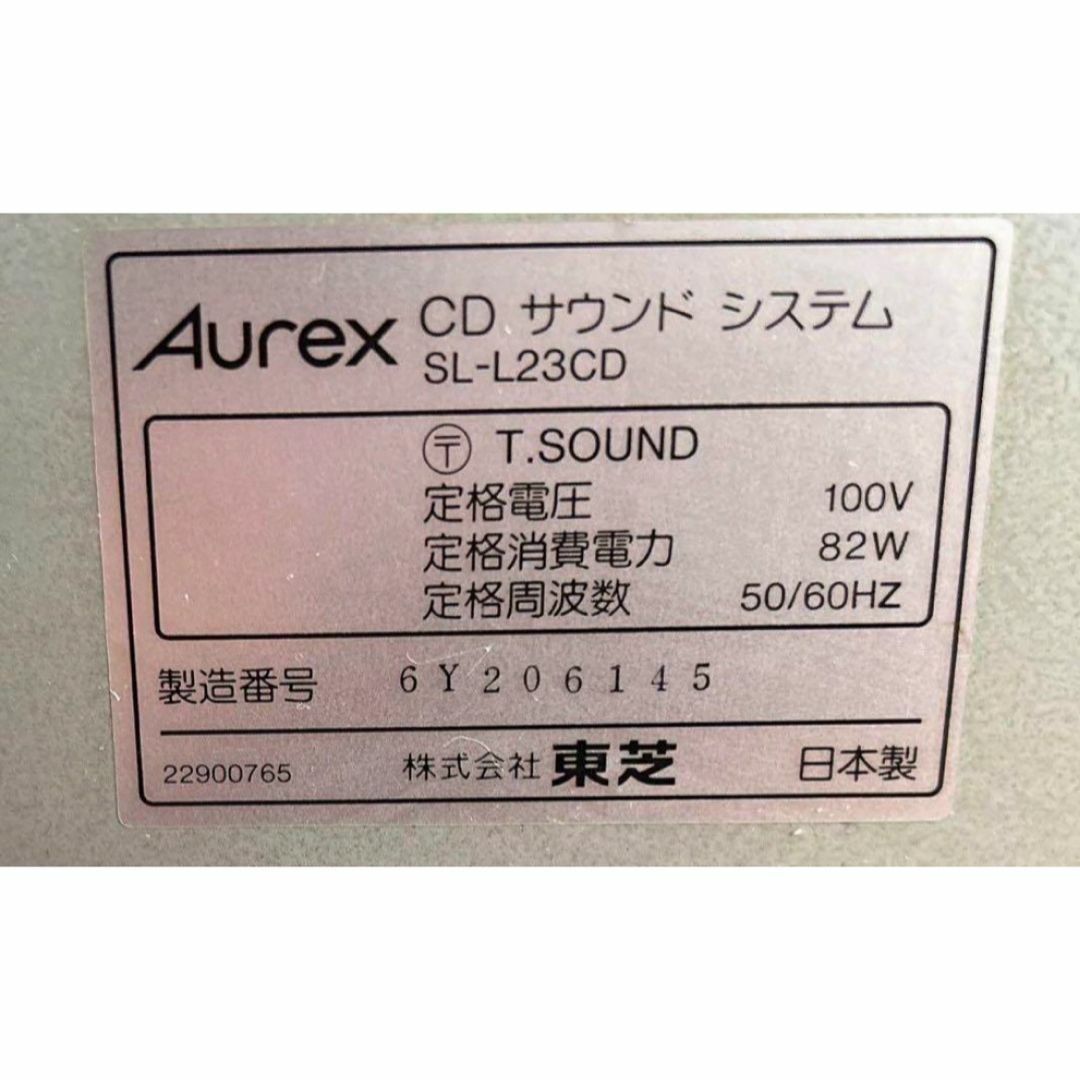 Aurex CD サウンド システム
SL-L23CD
〶 T.SOUND
定格電圧 100V
定格消費電力 82W
定格周波数 50/60HZ
製造番号 6Y206145
22900765 株式会社 東芝 日本製